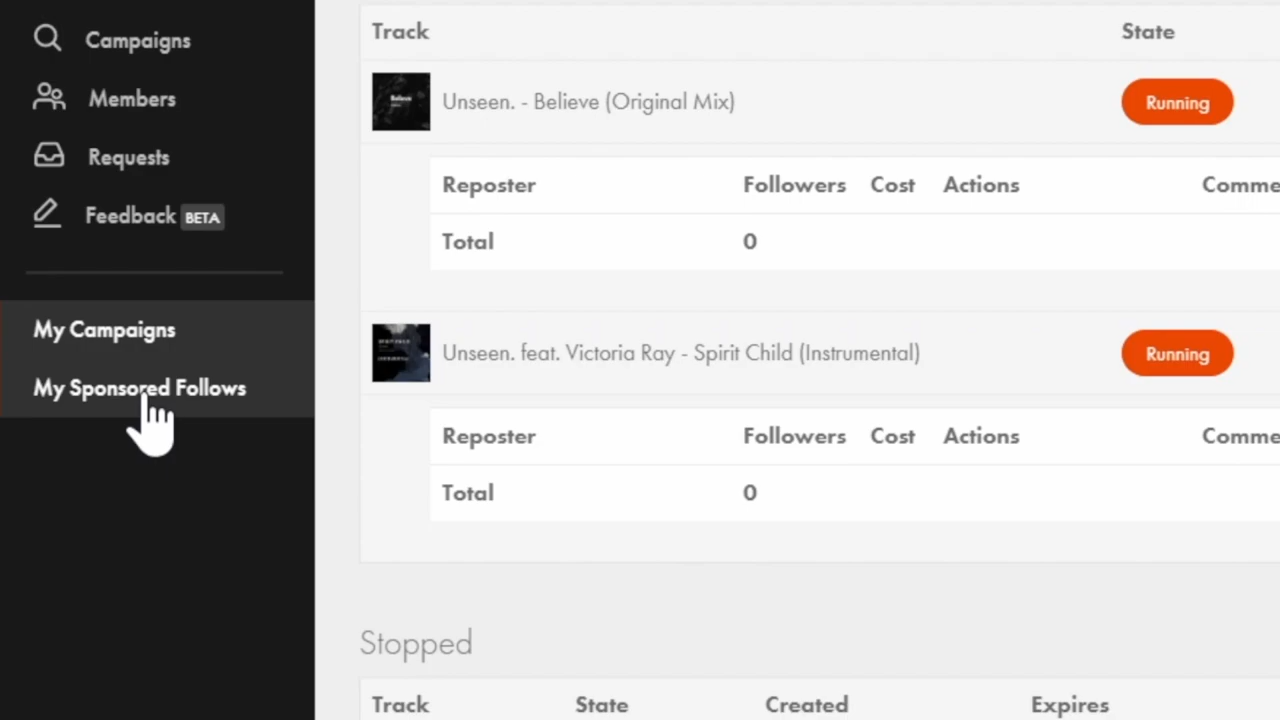 Campaigns
Members
Requests
Feedback BETA
My Campaigns
My Sponsored Follows
Track State
Unseen. - Believe (Original Mix) Running
Reposter Followers Cost Actions Comme
Total 0
Unseen. feat. Victoria Ray - Spirit Child (Instrumental) Running
Reposter Followers Cost Actions Comme
Total 0
Stopped
Track State Created Expires